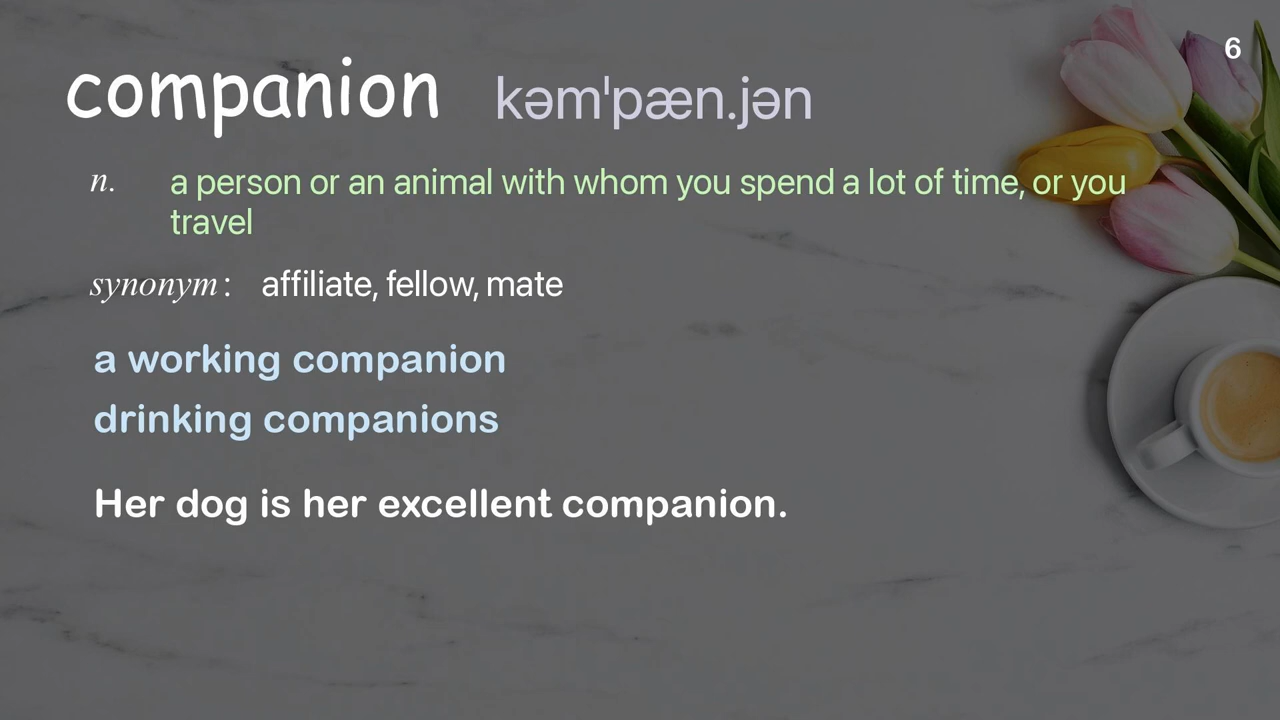 6
companion kəm'pæn.jən
n. a person or an animal with whom you spend a lot of time, or you
travel
synonym: affiliate, fellow, mate
a working companion
drinking companions
Her dog is her excellent companion.